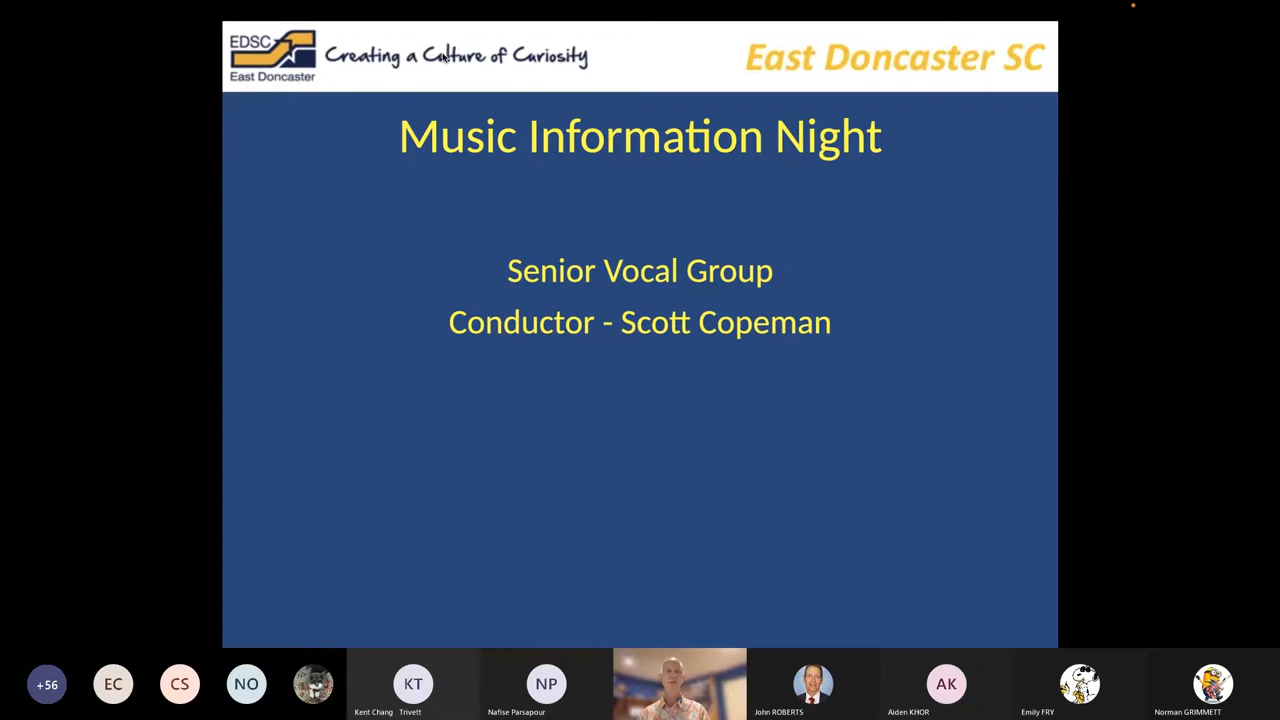 EDSC
East Doncaster
Creating a Culture of Curiosity
East Doncaster SC
Music Information Night
Senior Vocal Group
Conductor - Scott Copeman
+56
EC
CS
NO
KT
Kent Chang Trivett
NP
Nafise Parsapour
John ROBERTS
AK
Aiden KHOR
Emily FRY
Norman GRIMMETT